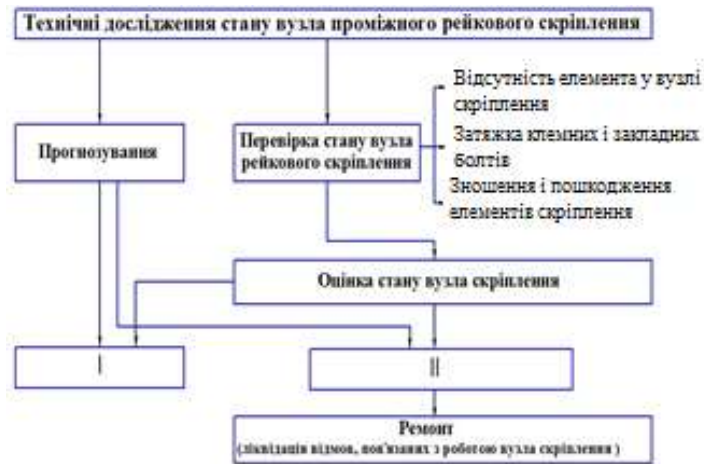 Технічні дослідження стану вузла проміжного рейкового скріплення
Прогнозування
Перевірка стану вузла
рейкового скріплення
Відсутність елемента у вузлі
скріплення
Затяжка клемних і закладних
болтів
Зношення і пошкодження
елементів скріплення
Оцінка стану вузла скріплення
I
II
Ремонт
(ліквідація відмов, пов'язаних з роботою вузла скріплення )